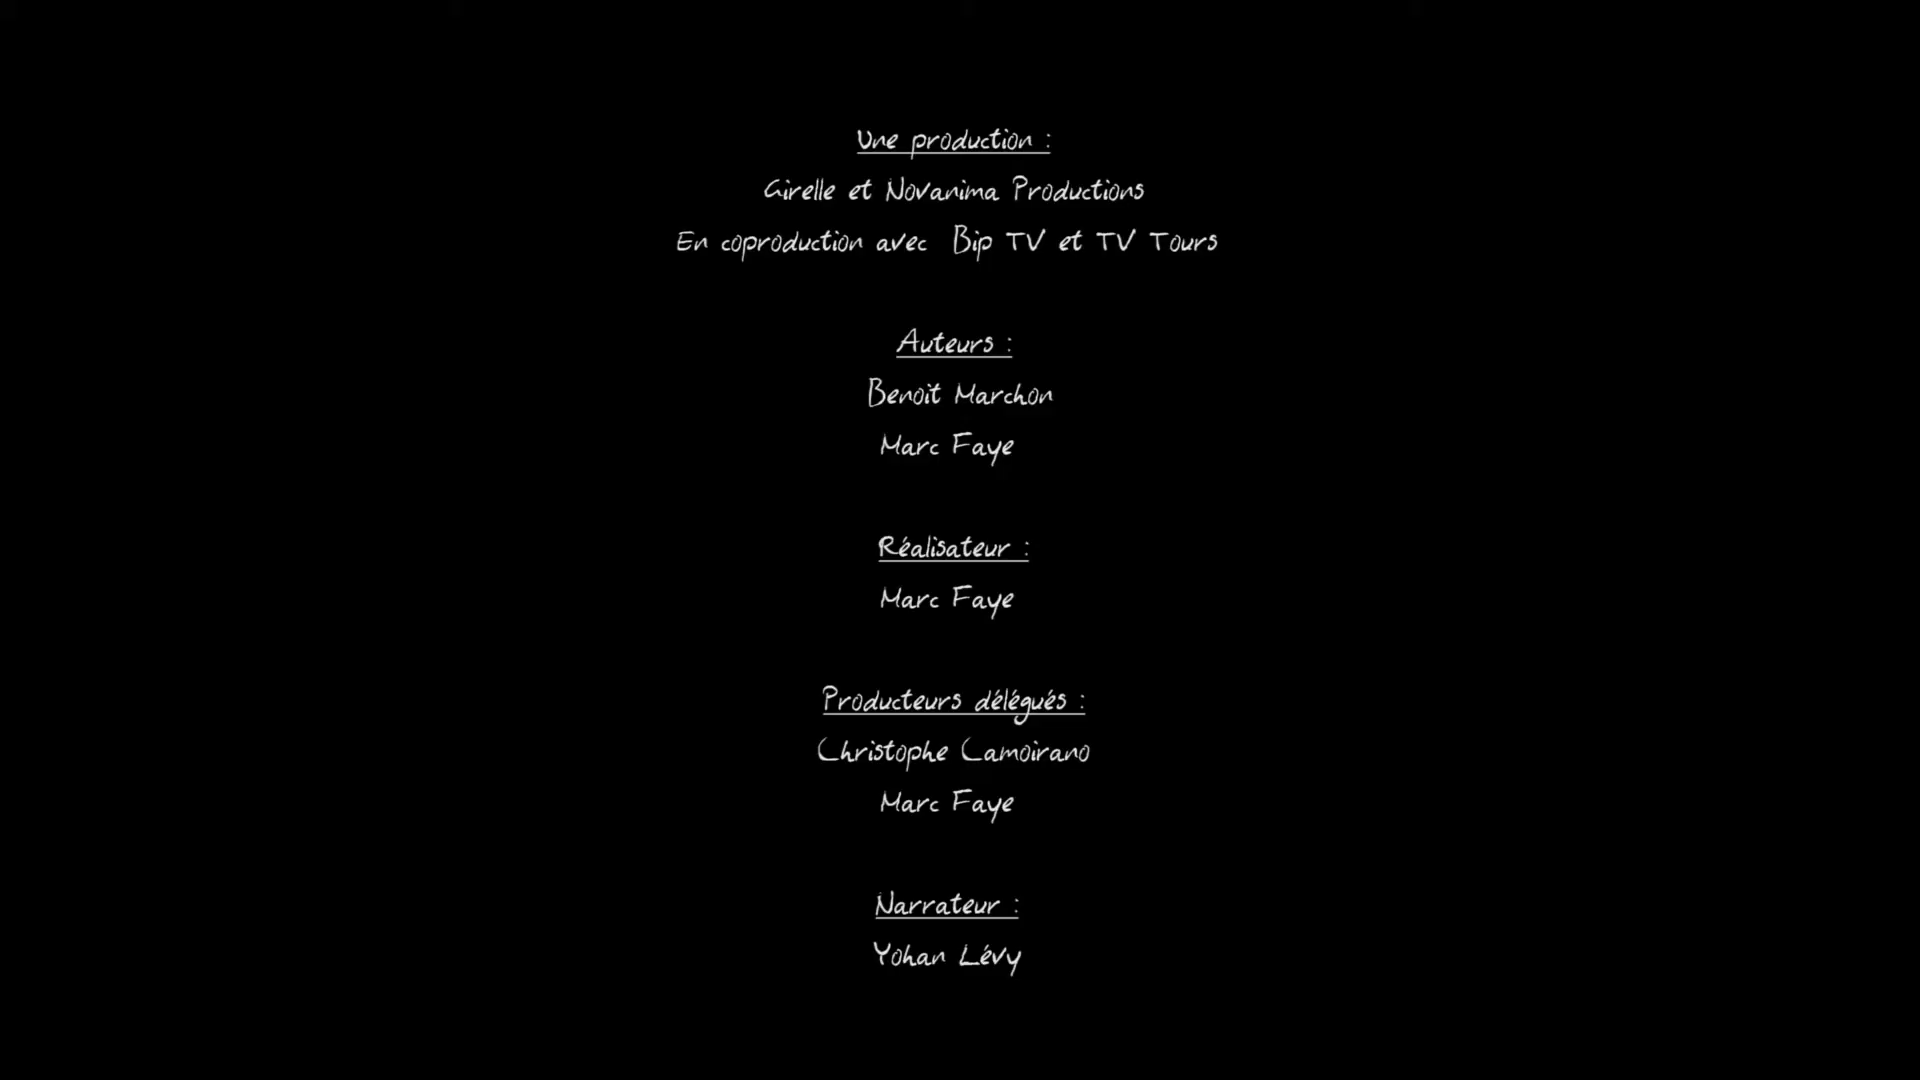 Une production :
Girelle et Novanima Productions
En coproduction avec Bip TV et TV Tours
Auteurs :
Benoit Marchon
Marc Faye
Réalisateur :
Marc Faye
Producteurs délégués :
Christophe Camoirano
Marc Faye
Narrateur :
Yohan Lévy